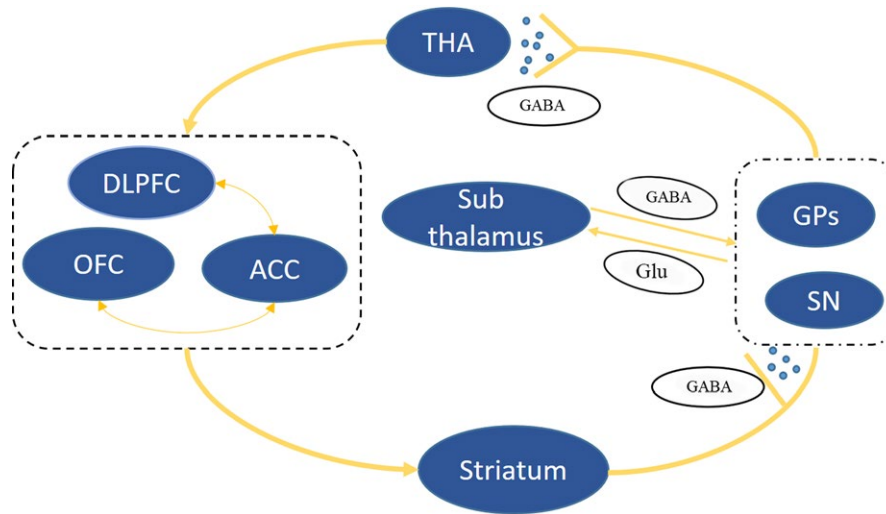 THA
GABA
DLPFC
OFC
ACC
Sub
thalamus
GABA
Glu
GPs
SN
GABA
Striatum